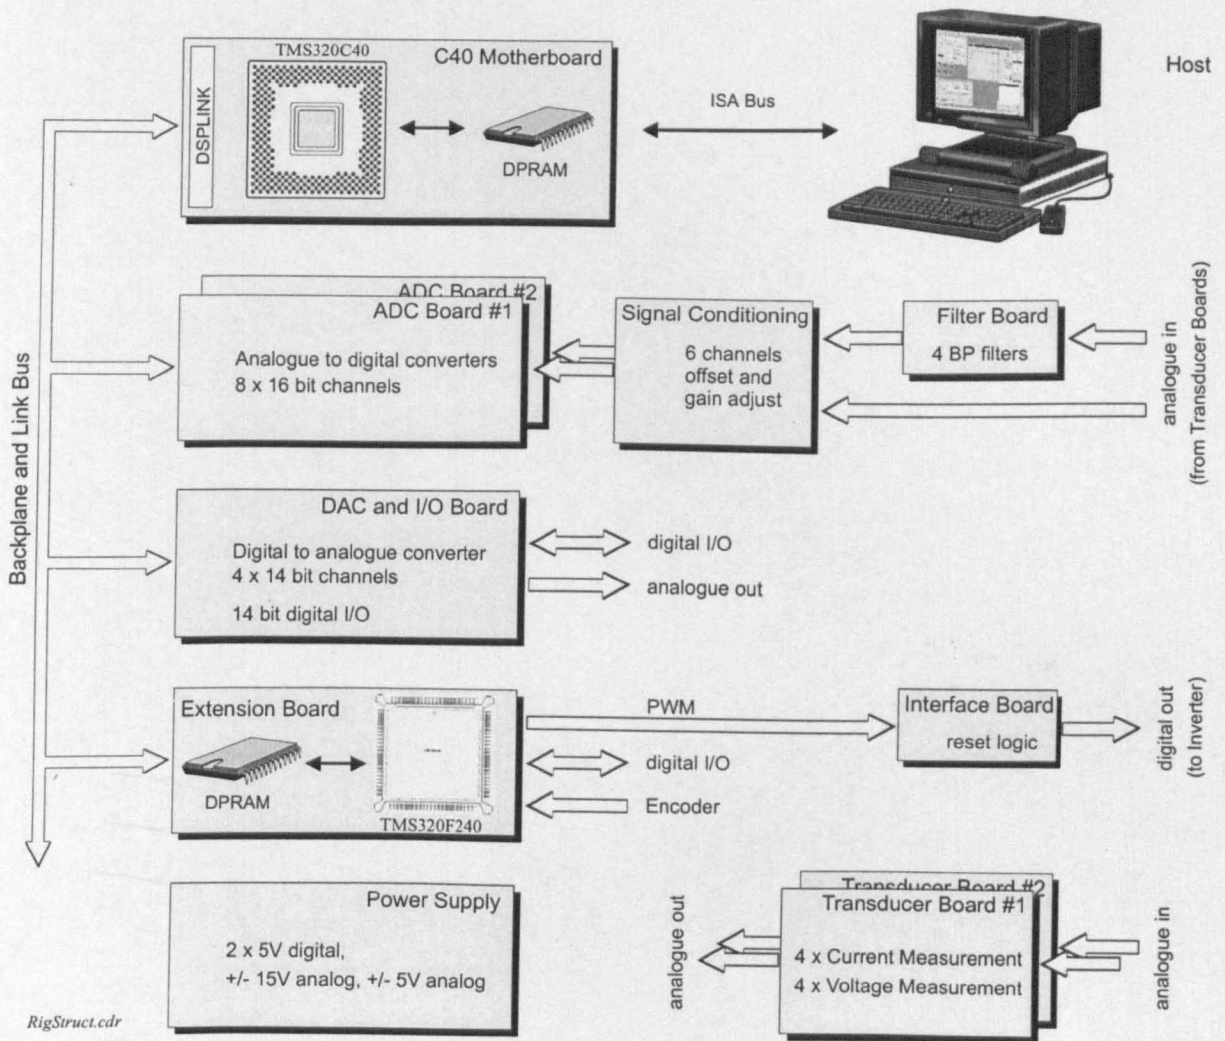 TMS320C40
C40 Motherboard
DSPLINK
DPRAM
ISA Bus
Host
Backplane and Link Bus
ADC Board #2
ADC Board #1
Analogue to digital converters
8 x 16 bit channels
Signal Conditioning
6 channels
offset and
gain adjust
Filter Board
4 BP filters
analogue in
(from Transducer Boards)
DAC and I/O Board
Digital to analogue converter
4 x 14 bit channels
14 bit digital I/O
digital I/O
analogue out
Extension Board
DPRAM
TMS320F240
PWM
digital I/O
Encoder
Interface Board
reset logic
digital out
(to Inverter)
Power Supply
2 x 5V digital,
+/- 15V analog, +/- 5V analog
analogue out
Transducer Board #2
Transducer Board #1
4 x Current Measurement
4 x Voltage Measurement
analogue in
RigStruct.cdr